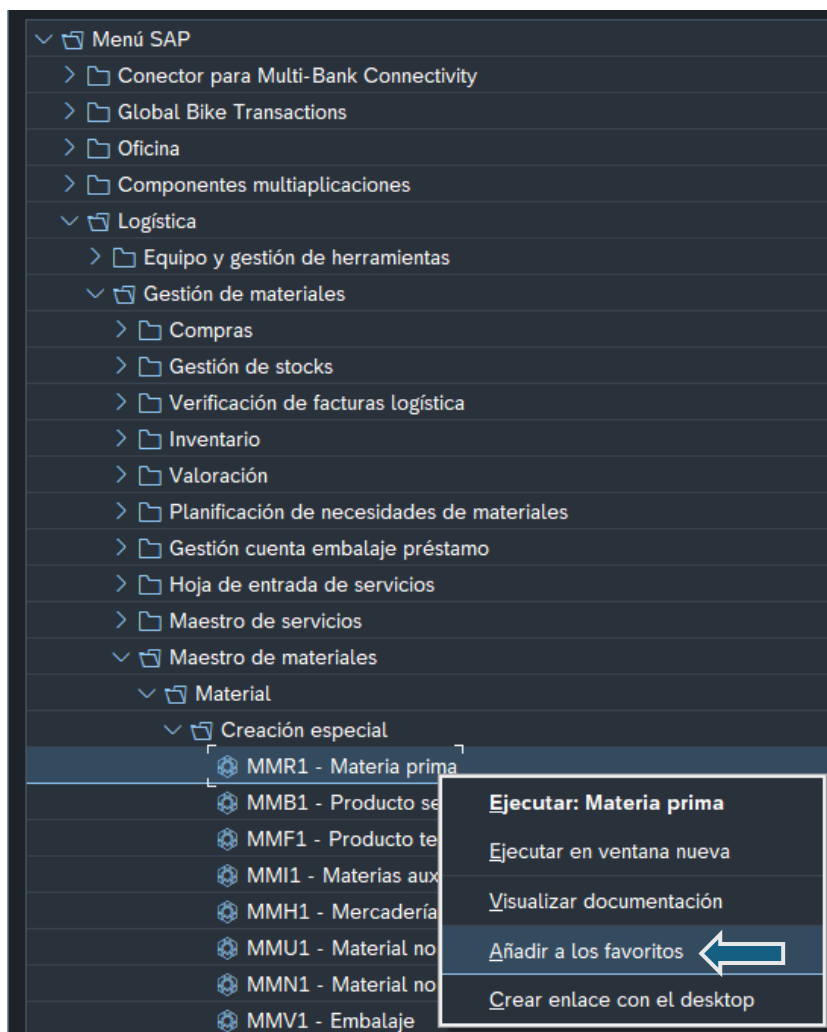 Menú SAP
Conector para Multi-Bank Connectivity
Global Bike Transactions
Oficina
Componentes multiaplicaciones
Logística
Equipo y gestión de herramientas
Gestión de materiales
Compras
Gestión de stocks
Verificación de facturas logística
Inventario
Valoración
Planificación de necesidades de materiales
Gestión cuenta embalaje préstamo
Hoja de entrada de servicios
Maestro de servicios
Maestro de materiales
Material
Creación especial
MMR1 - Materia prima
MMB1 - Producto se
MMF1 - Producto te
MMI1 - Materias aux
MMH1 - Mercadería
MMU1 - Material no
MMN1 - Material no
MMV1 - Embalaje
Ejecutar: Materia prima
Ejecutar en ventana nueva
Visualizar documentación
Añadir a los favoritos
Crear enlace con el desktop